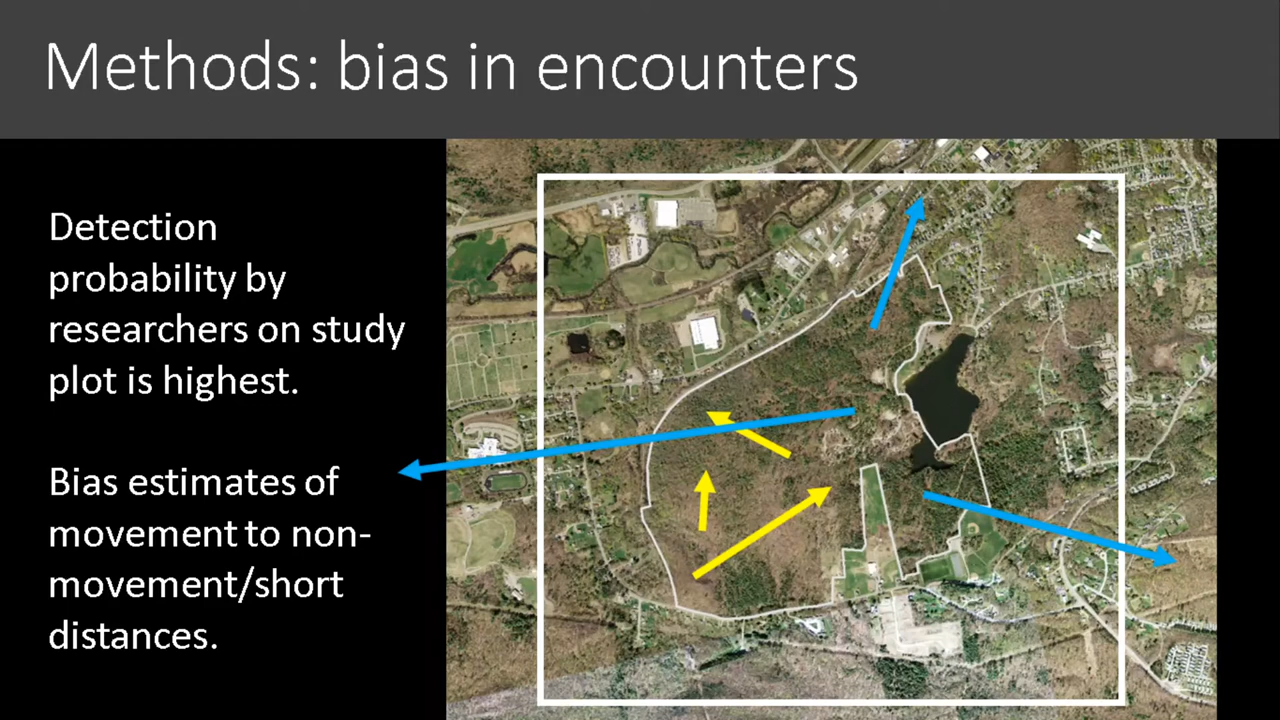 Methods: bias in encounters
Detection
probability by
researchers on study
plot is highest.
Bias estimates of
movement to non-
movement/short
distances.